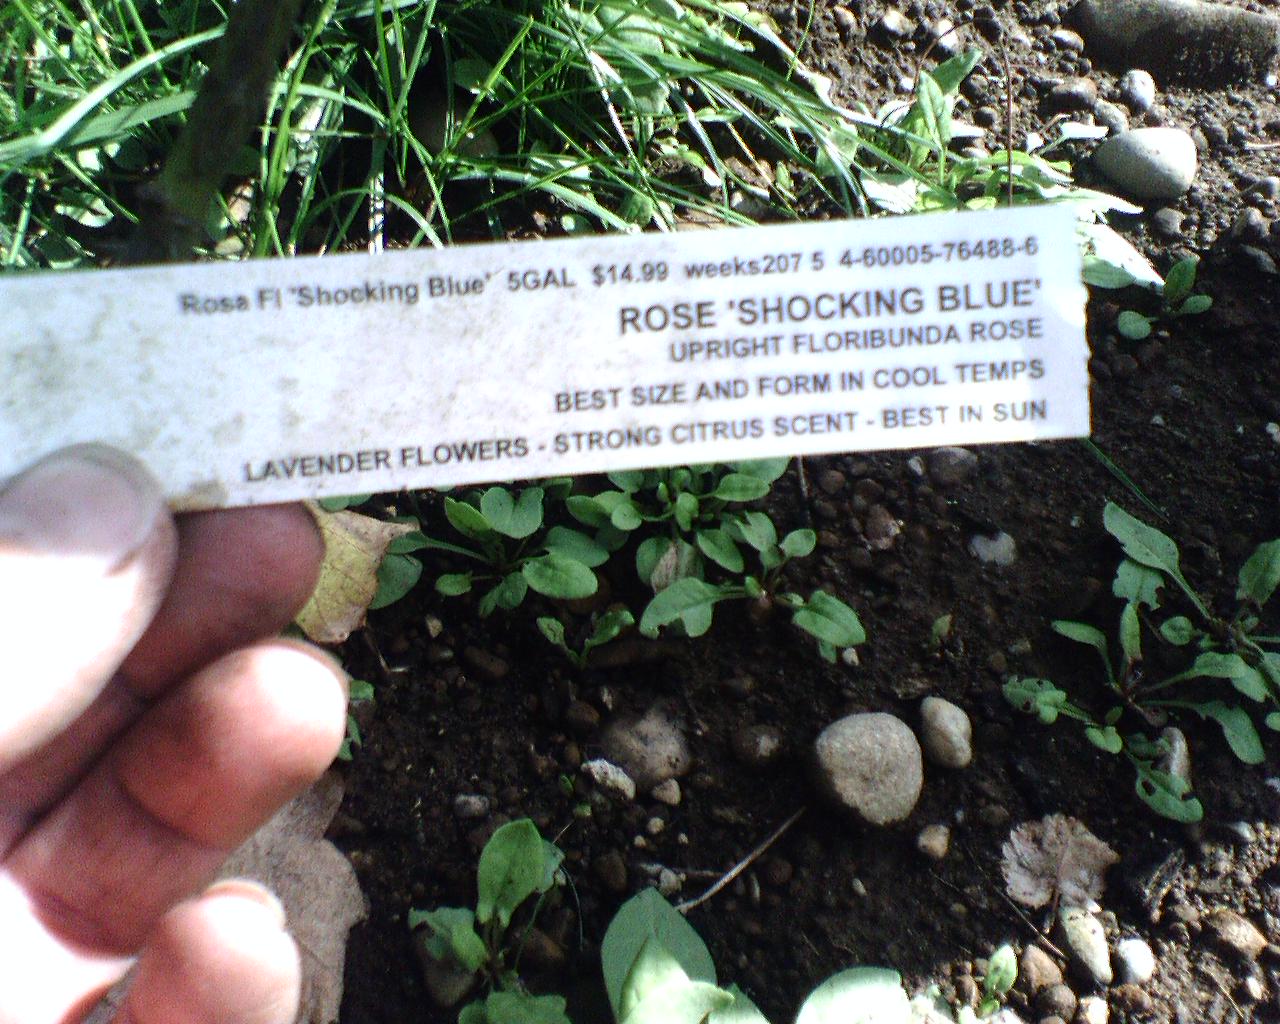 Rosa Fl 'Shocking Blue' 5GAL $14.99 weeks207 5 4-60005-76488-6
ROSE 'SHOCKING BLUE'
UPRIGHT FLORIBUNDA ROSE
BEST SIZE AND FORM IN COOL TEMPS
LAVENDER FLOWERS - STRONG CITRUS SCENT - BEST IN SUN